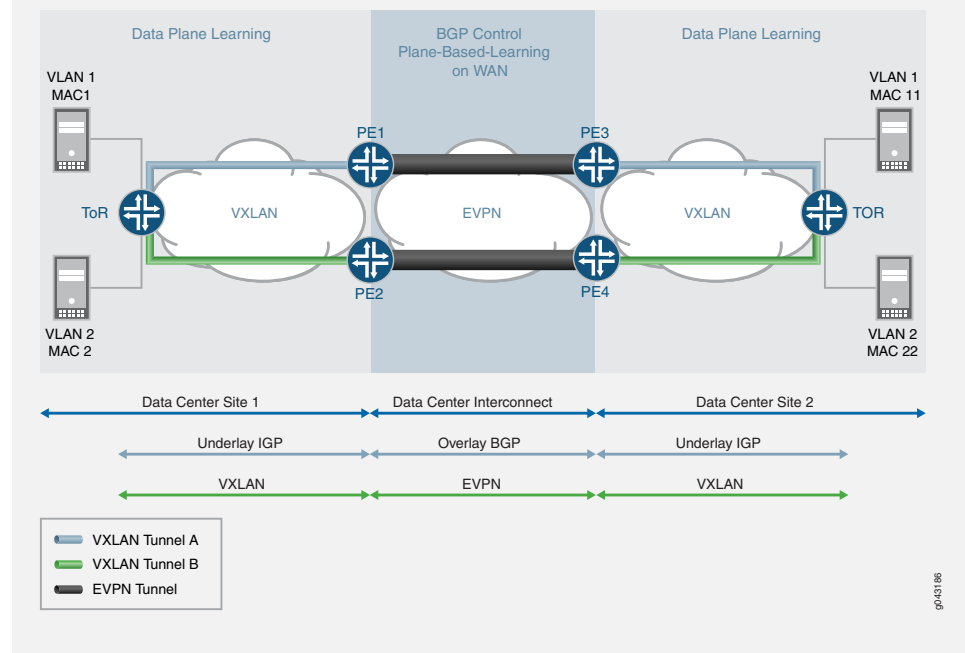 Data Plane Learning
BGP Control
Plane-Based-Learning
on WAN
Data Plane Learning
VLAN 1
MAC1
VLAN 1
MAC 11
PE1
PE3
ToR
VXLAN
EVPN
VXLAN
TOR
PE2
PE4
VLAN 2
MAC 2
VLAN 2
MAC 22
Data Center Site 1
Data Center Interconnect
Data Center Site 2
Underlay IGP
Overlay BGP
Underlay IGP
VXLAN
EVPN
VXLAN
VXLAN Tunnel A
VXLAN Tunnel B
EVPN Tunnel
g043186